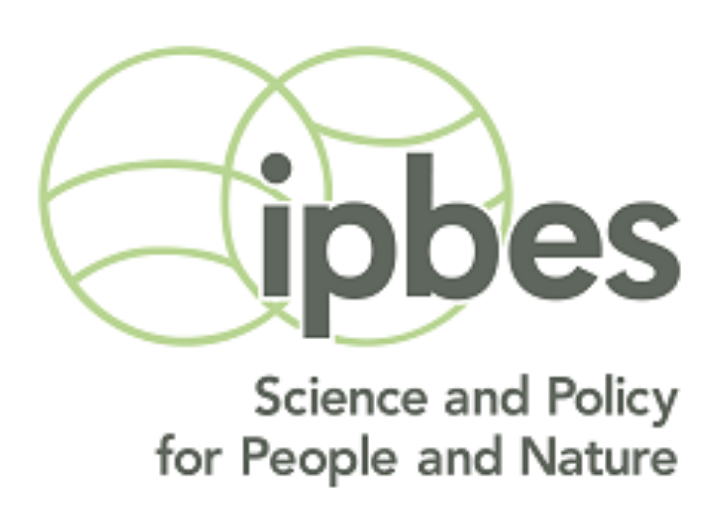 ipbes
Science and Policy
for People and Nature